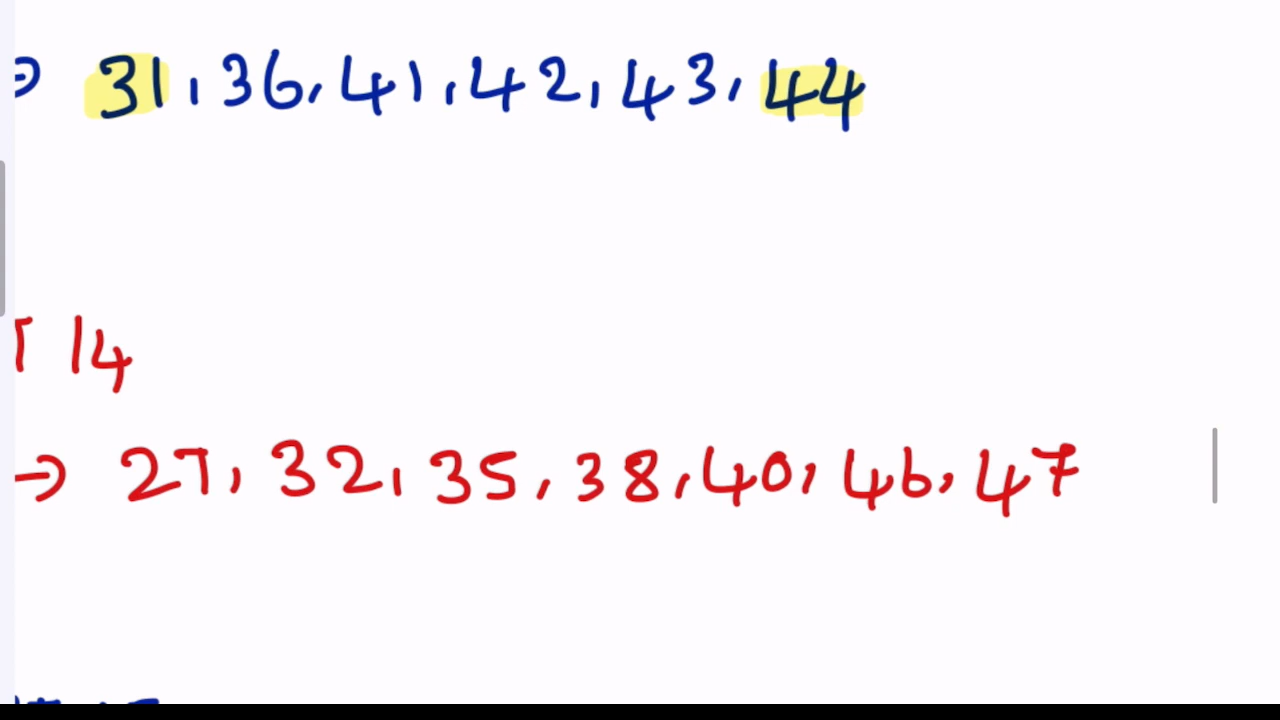 31, 36, 41, 42, 43, 44
14
→ 27, 32, 35, 38, 40, 46, 47